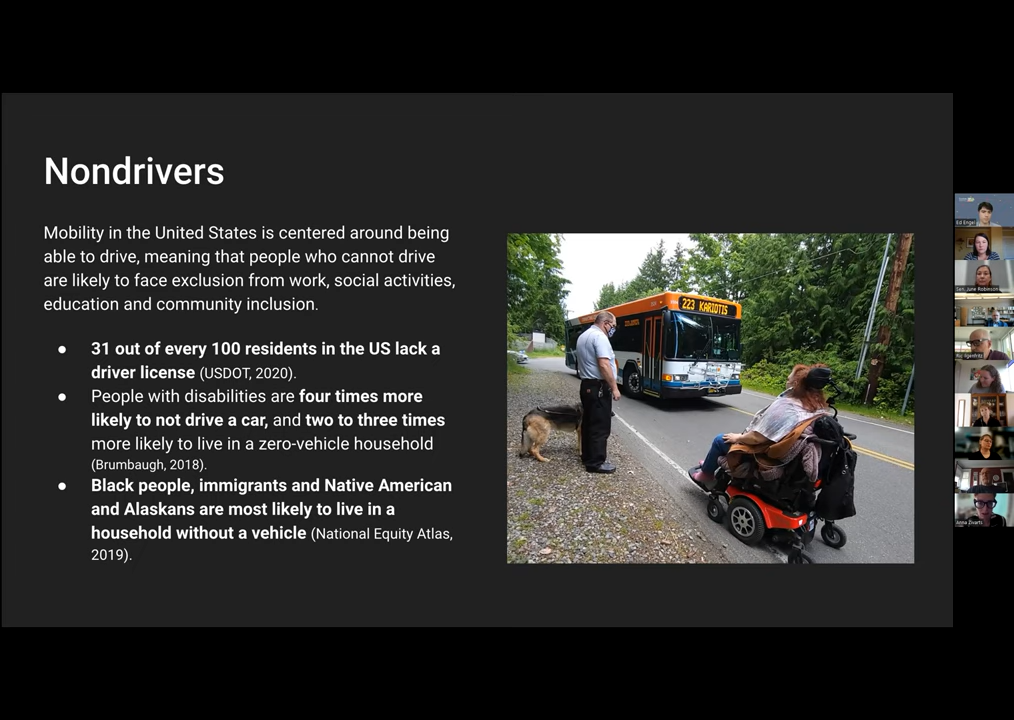 Nondrivers
Mobility in the United States is centered around being
able to drive, meaning that people who cannot drive
are likely to face exclusion from work, social activities,
education and community inclusion.
● 31 out of every 100 residents in the US lack a
driver license (USDOT, 2020).
● People with disabilities are four times more
likely to not drive a car, and two to three times
more likely to live in a zero-vehicle household
(Brumbaugh, 2018).
● Black people, immigrants and Native American
and Alaskans are most likely to live in a
household without a vehicle (National Equity Atlas,
2019).
223 KARIOTIS
Ed Engel
Anna Zivarts